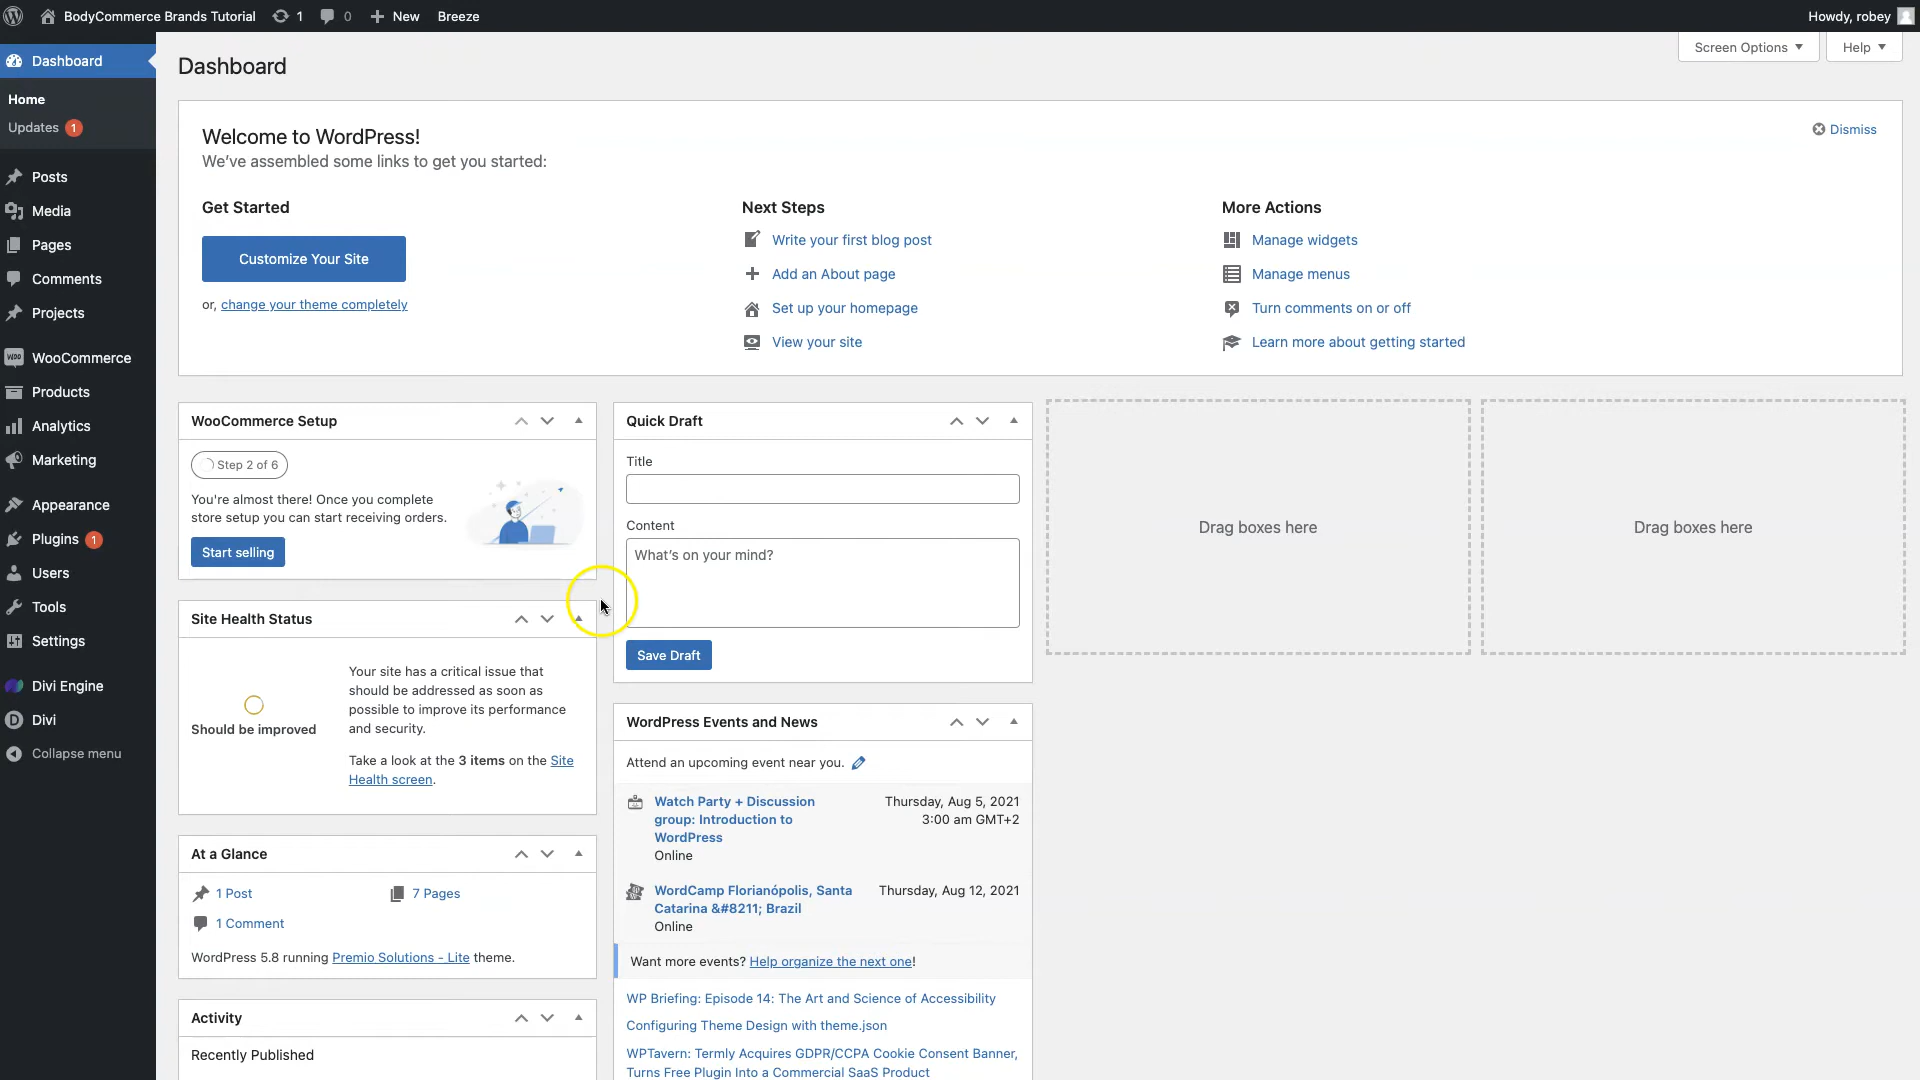 BodyCommerce Brands Tutorial 1 0 New Breeze Howdy, robey
Dashboard
Home
Updates 1
Posts
Media
Pages
Comments
Projects
WooCommerce
Products
Analytics
Marketing
Appearance
Plugins 1
Users
Tools
Settings
Divi Engine
Divi
Collapse menu
Screen Options Help
Dashboard
Welcome to WordPress!
We've assembled some links to get you started:
Dismiss
Get Started
Customize Your Site
or, change your theme completely
Next Steps
Write your first blog post
Add an About page
Set up your homepage
View your site
More Actions
Manage widgets
Manage menus
Turn comments on or off
Learn more about getting started
WooCommerce Setup
Step 2 of 6
You're almost there! Once you complete
store setup you can start receiving orders.
Start selling
Site Health Status
Should be improved
Your site has a critical issue that
should be addressed as soon as
possible to improve its performance
and security.
Take a look at the 3 items on the Site
Health screen.
At a Glance
1 Post 7 Pages
1 Comment
WordPress 5.8 running Premio Solutions - Lite theme.
Activity
Recently Published
Quick Draft
Title
Content
What's on your mind?
Save Draft
WordPress Events and News
Attend an upcoming event near you.
Watch Party + Discussion
group: Introduction to
WordPress
Online
Thursday, Aug 5, 2021
3:00 am GMT+2
WordCamp Florianópolis, Santa
Catarina &#8211; Brazil
Online
Thursday, Aug 12, 2021
Want more events? Help organize the next one!
WP Briefing: Episode 14: The Art and Science of Accessibility
Configuring Theme Design with theme.json
WPTavern: Termly Acquires GDPR/CCPA Cookie Consent Banner,
Turns Free Plugin Into a Commercial SaaS Product
Drag boxes here
Drag boxes here